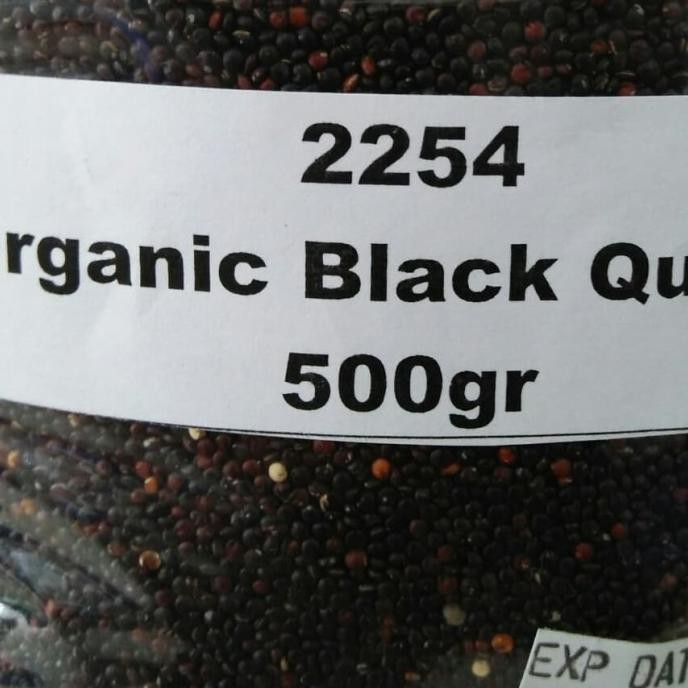 2254
rganic Black Qu
500gr
EXP DAT